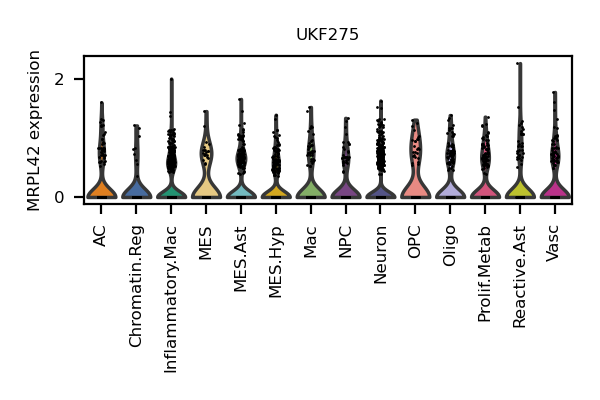 UKF275
MRPL42 expression
2
0
AC
Chromatin.Reg
Inflammatory.Mac
MES
MES.Ast
MES.Hyp
Mac
NPC
Neuron
OPC
Oligo
Prolif.Metab
Reactive.Ast
Vasc